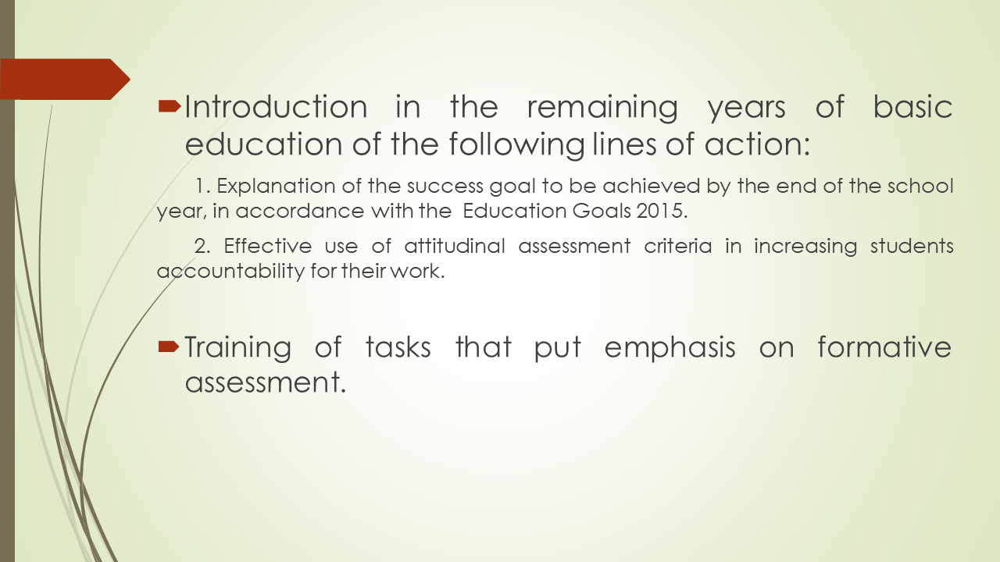 Introduction in the remaining years of basic
education of the following lines of action:
1. Explanation of the success goal to be achieved by the end of the school
year, in accordance with the Education Goals 2015.
2. Effective use of attitudinal assessment criteria in increasing students
accountability for their work.
Training of tasks that put emphasis on formative
assessment.